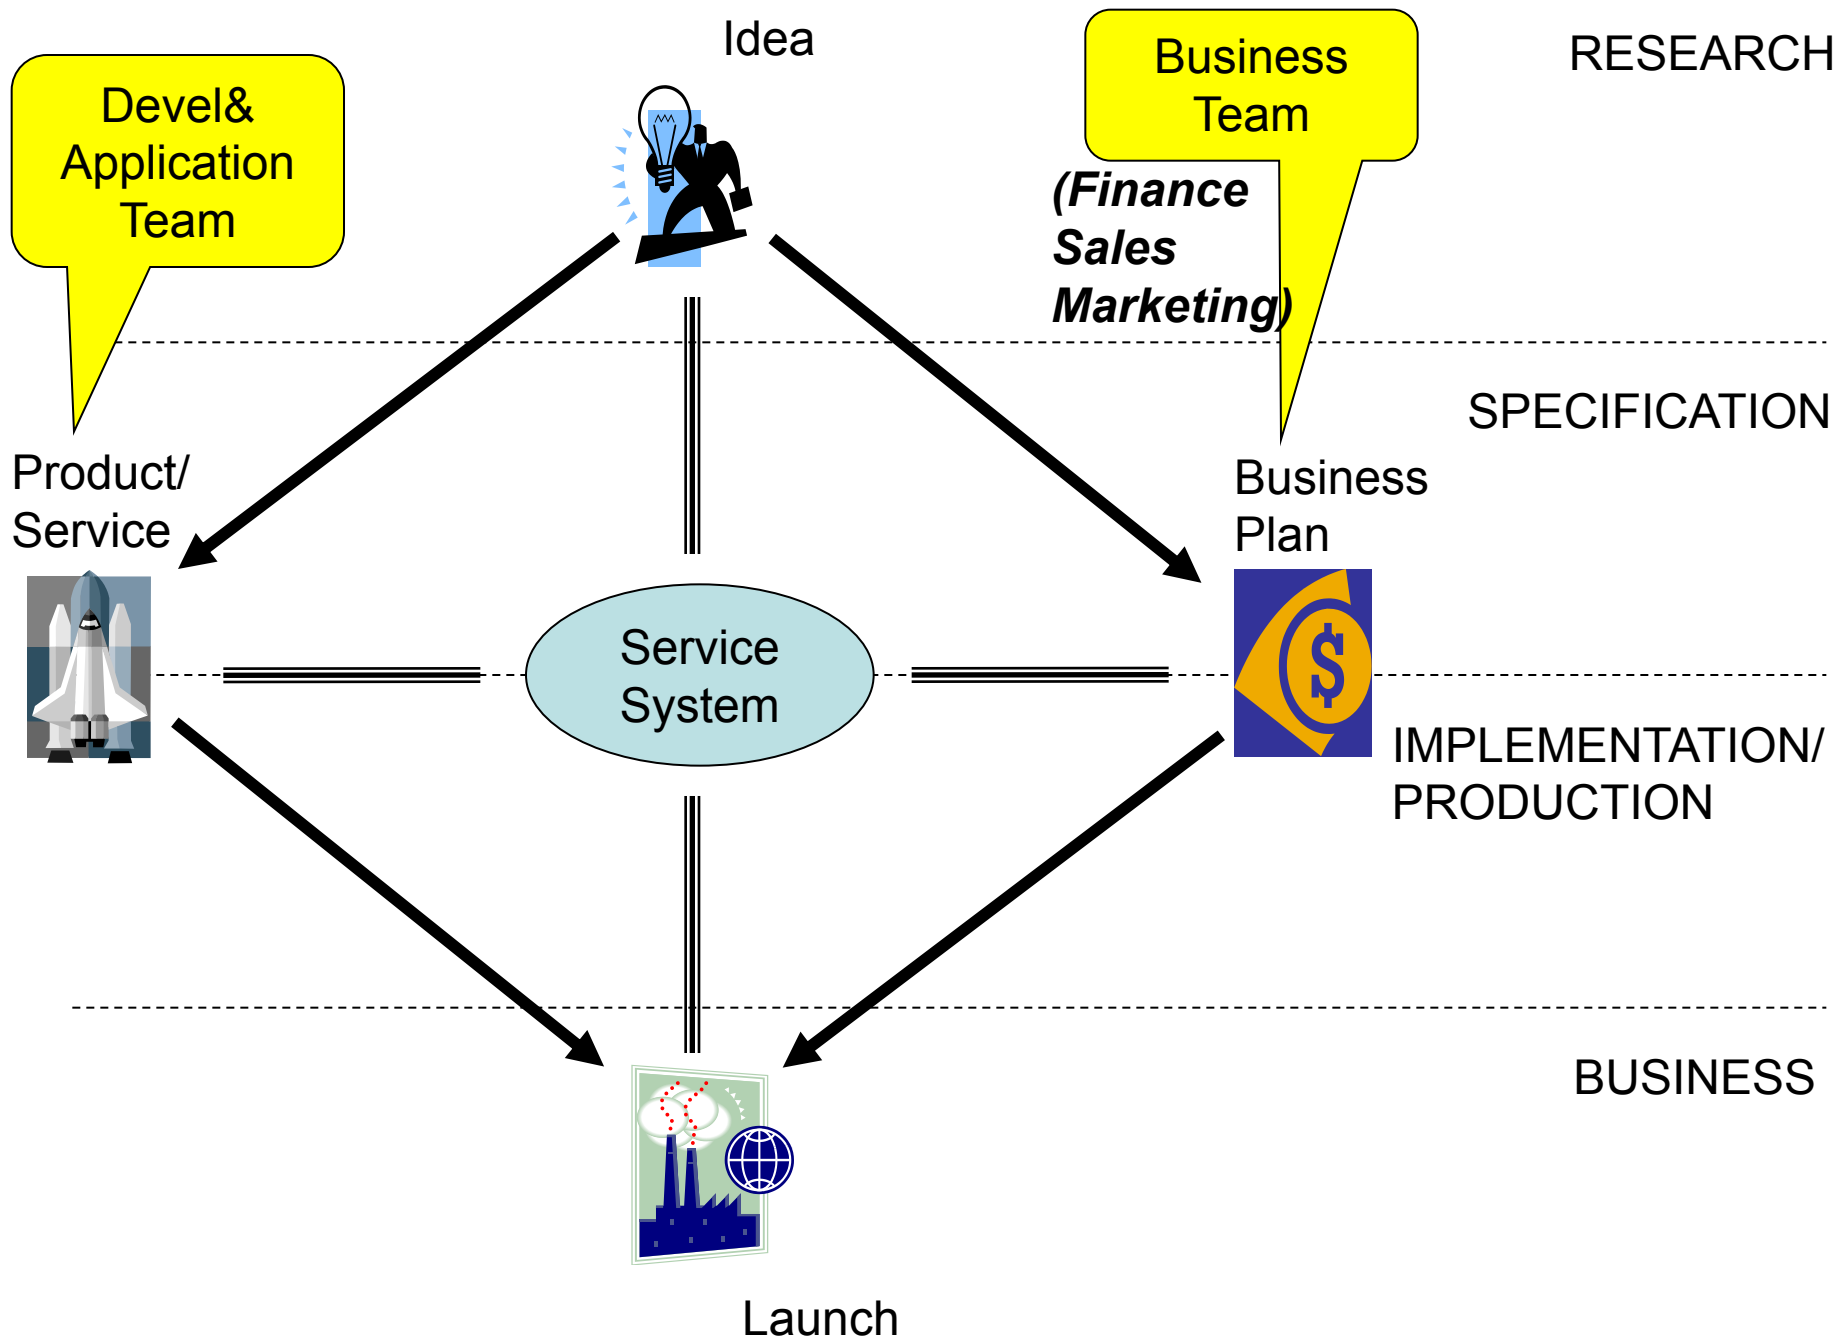 Idea
RESEARCH
Devel&
Application
Team
Business
Team
(Finance
Sales
Marketing)
SPECIFICATION
Product/
Service
Business
Plan
$
Service
System
IMPLEMENTATION/
PRODUCTION
BUSINESS
Launch